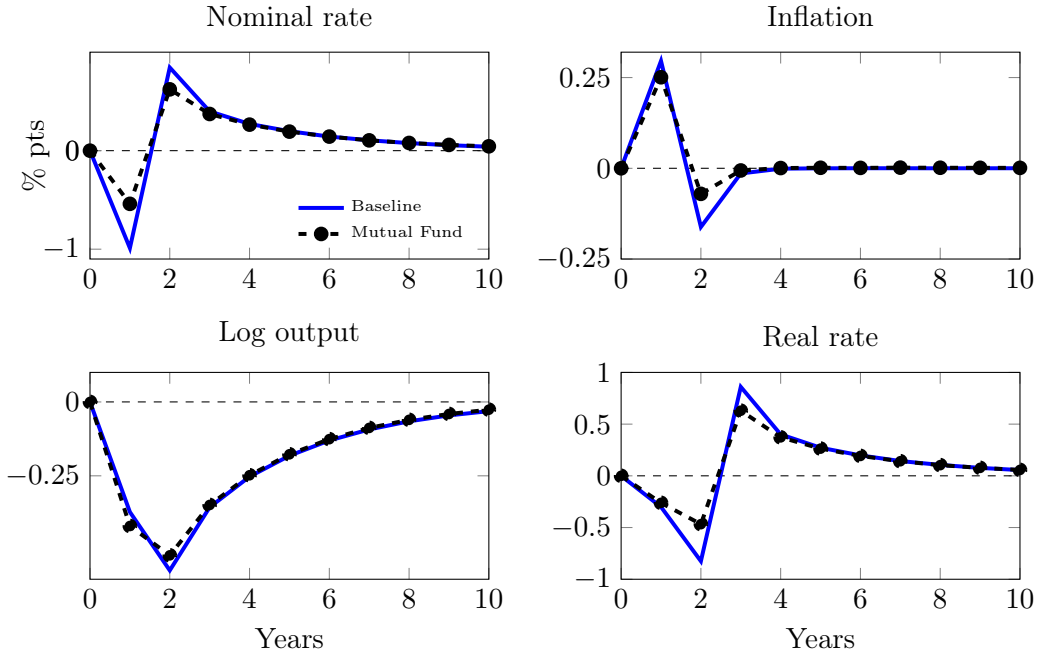 Nominal rate
Inflation
% pts
0
−1
0 2 4 6 8 10
Baseline
Mutual Fund
0.25
0
−0.25
0 2 4 6 8 10
Log output
Real rate
0
−0.25
0 2 4 6 8 10
Years
1
0.5
0
−0.5
−1
0 2 4 6 8 10
Years